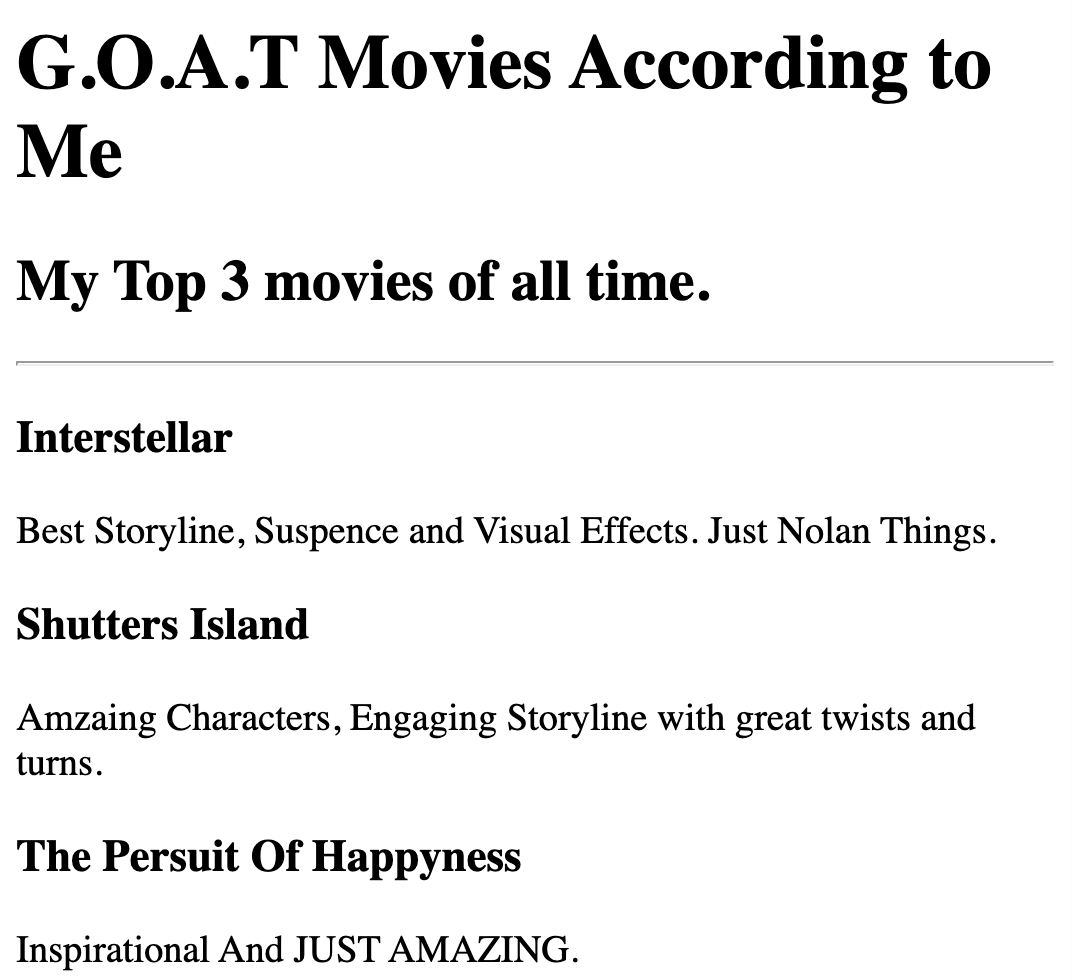 G.O.A.T Movies According to
Me
My Top 3 movies of all time.
Interstellar
Best Storyline, Suspence and Visual Effects. Just Nolan Things.
Shutters Island
Amzaing Characters, Engaging Storyline with great twists and
turns.
The Persuit Of Happyness
Inspirational And JUST AMAZING.